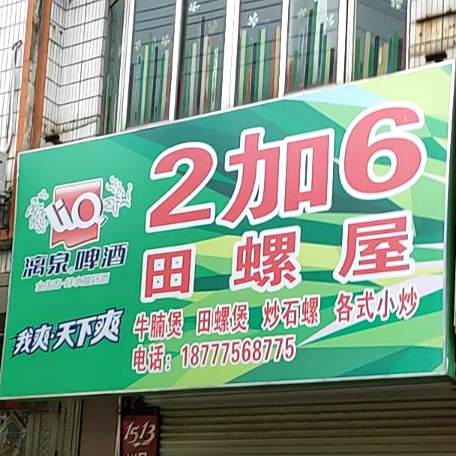 LiQ
漓泉啤酒
我爽·天下爽
2加6
田螺屋
牛腩煲 田螺煲 炒石螺 各式小炒
电话:18777568775
1513